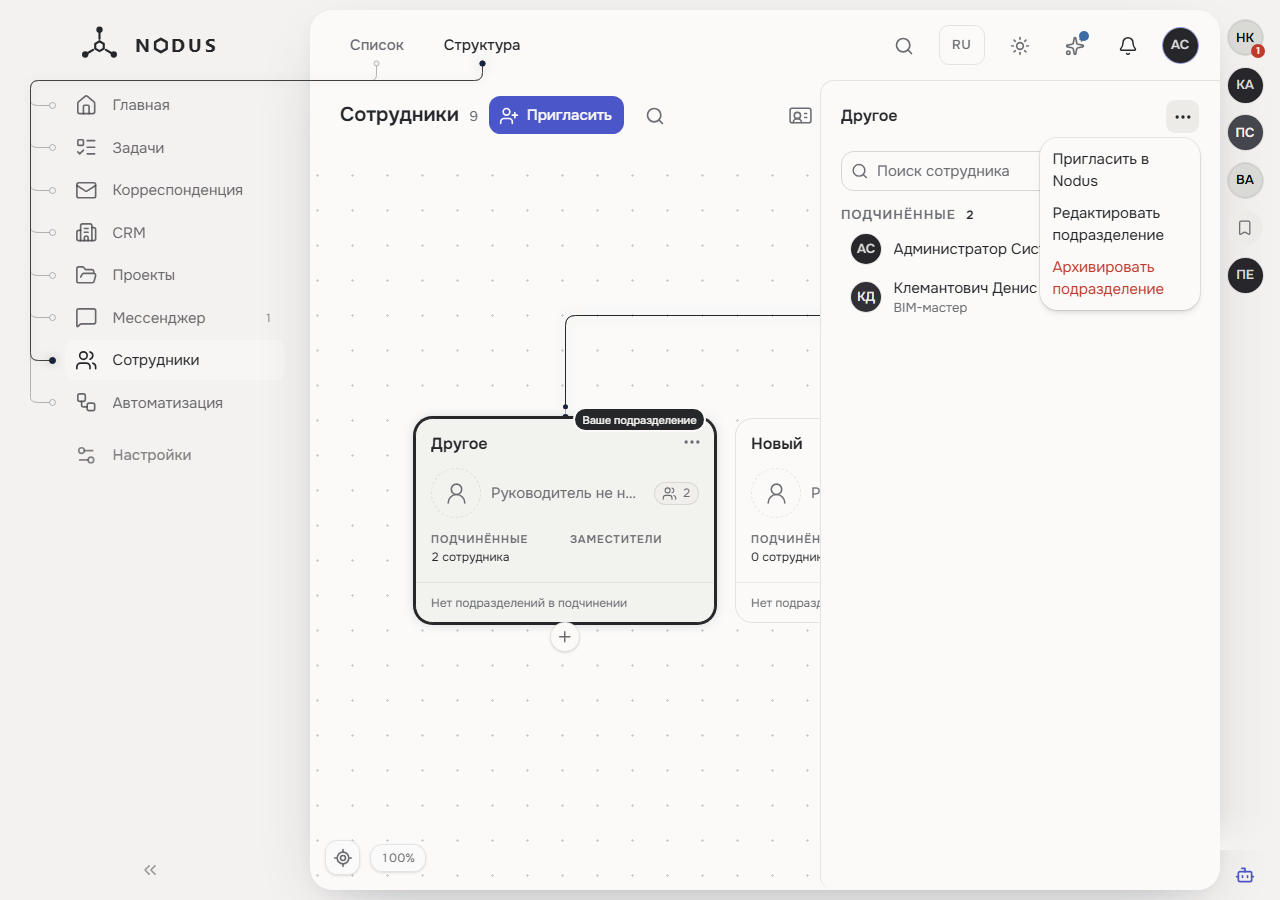 NODUS
Список
Структура
RU
АС
НК
1
КА
ПС
ВА
ПЕ
Главная
Задачи
Корреспонденция
CRM
Проекты
Мессенджер 1
Сотрудники
Автоматизация
Настройки
Сотрудники 9
Пригласить
Ваше подразделение
Другое
Руководитель не н...
2
ПОДЧИНЁННЫЕ
ЗАМЕСТИТЕЛИ
2 сотрудника
Нет подразделений в подчинении
Новый
Р
ПОДЧИНЁН
0 сотрудник
Нет подразд
100%
Другое
Поиск сотрудника
ПОДЧИНЁННЫЕ 2
АС
Администратор Сис
КД
Клемантович Денис
BIM-мастер
Пригласить в
Nodus
Редактировать
подразделение
Архивировать
подразделение